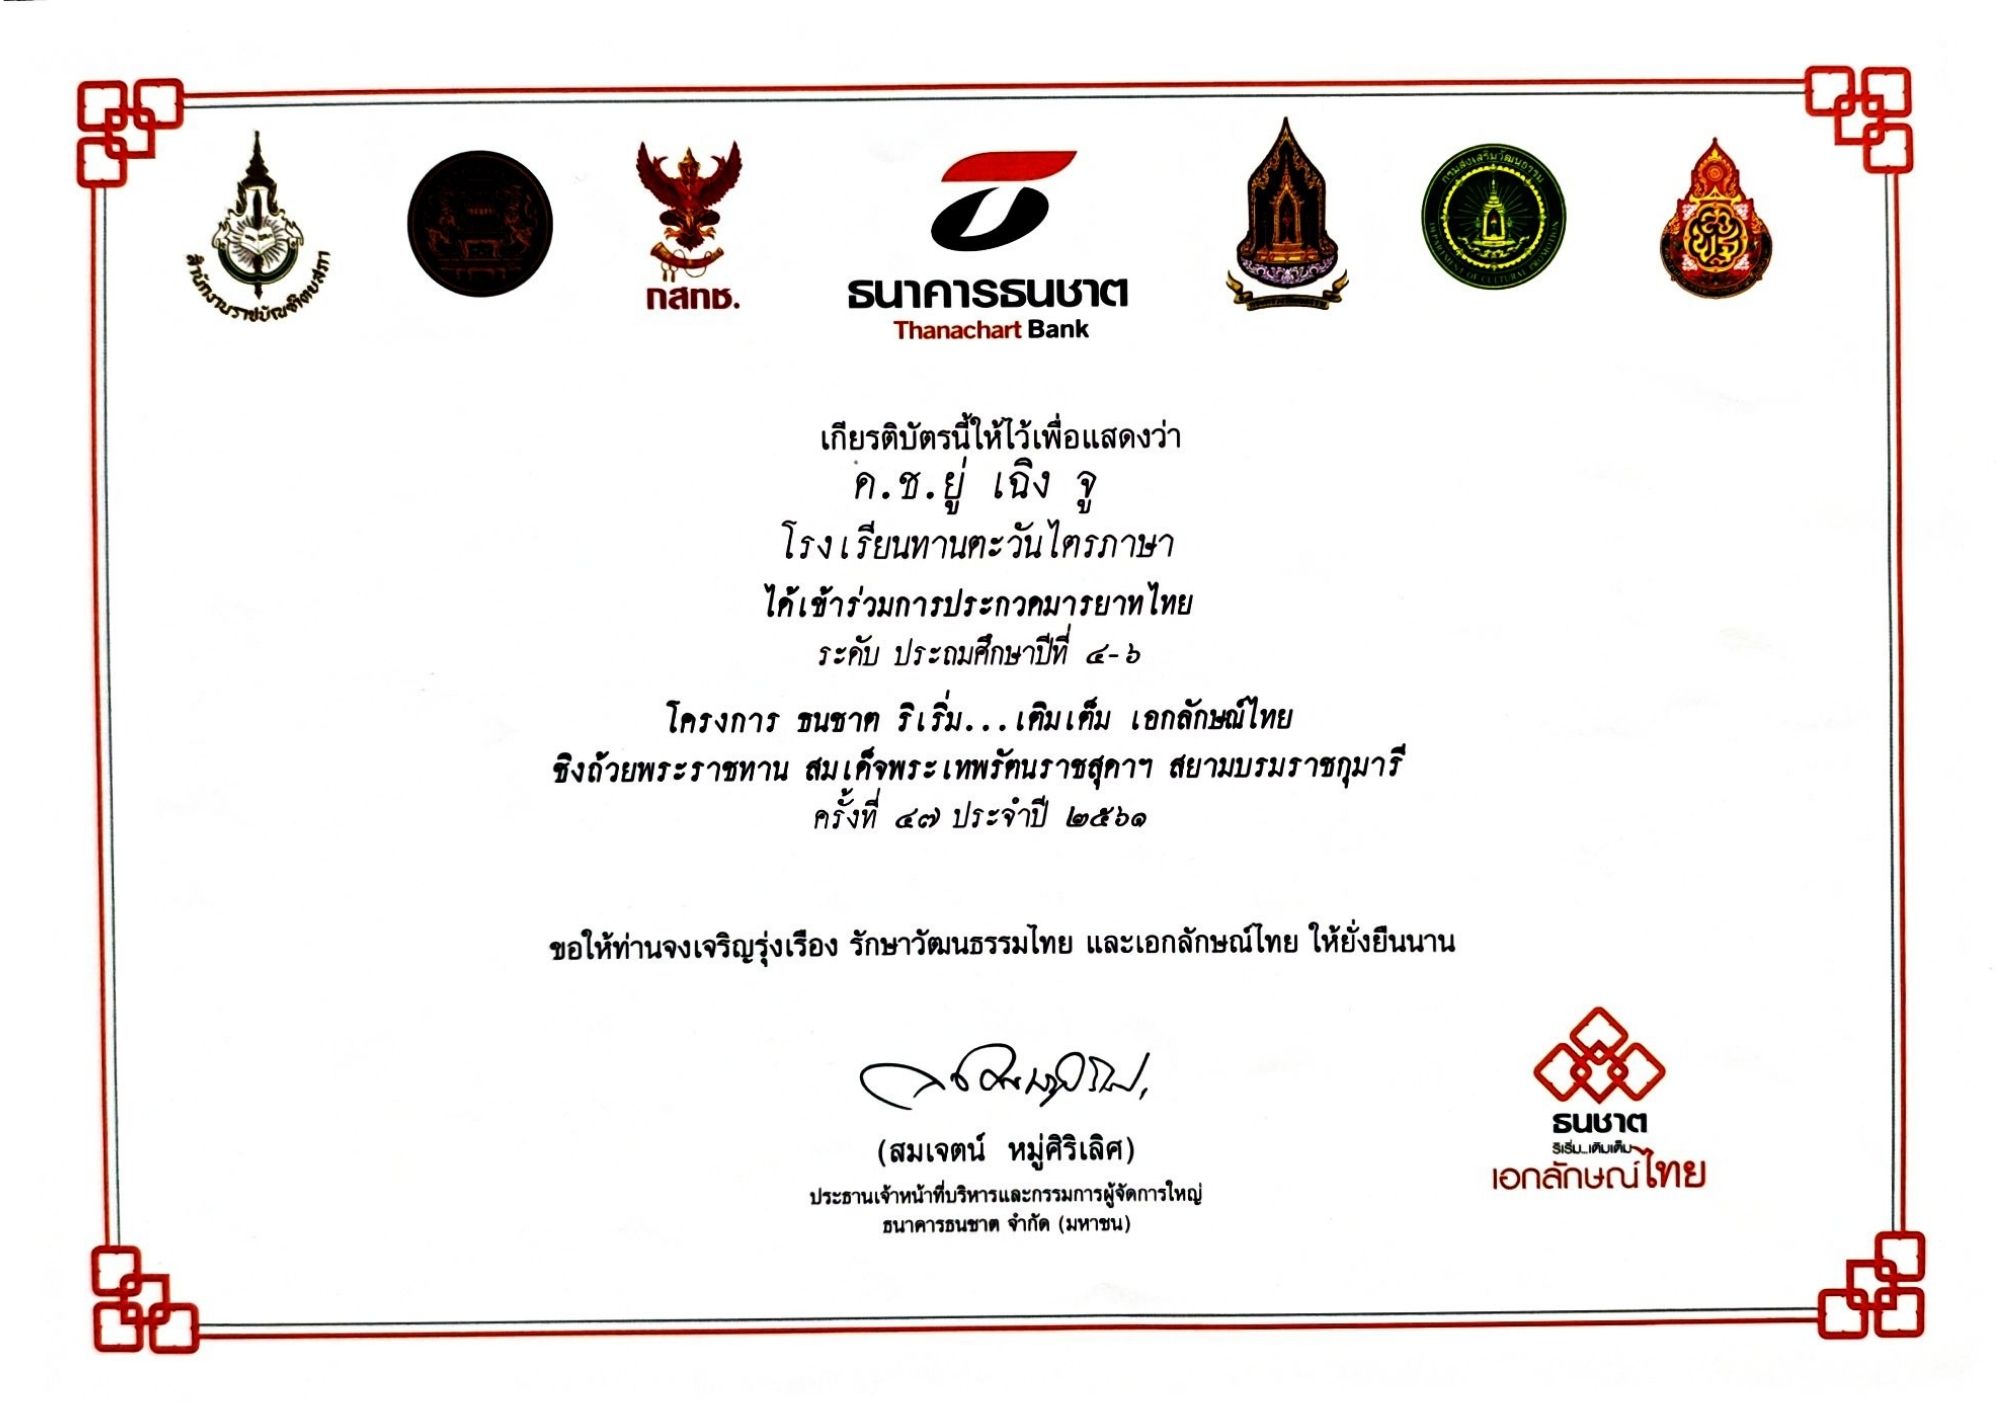 สำนักงานราชบัณฑิตยสภา
กสทช.
ธนาคารธนชาต
Thanachart Bank
กรมส่งเสริมวัฒนธรรม
DEPARTMENT OF CULTURAL PROMOTION
เกียรติบัตรนี้ให้ไว้เพื่อแสดงว่า
ด.ช.ยู่ เฉิง จู
โรงเรียนทานตะวันไตรภาษา
ได้เข้าร่วมการประกวดมารยาทไทย
ระดับ ประถมศึกษาปีที่ ๔-๖
โครงการ ธนชาต ริเริ่ม...เติมเต็ม เอกลักษณ์ไทย
ชิงถ้วยพระราชทาน สมเด็จพระเทพรัตนราชสุดาฯ สยามบรมราชกุมารี
ครั้งที่ ๔๗ ประจำปี ๒๕๖๑
ขอให้ท่านจงเจริญรุ่งเรือง รักษาวัฒนธรรมไทย และเอกลักษณ์ไทย ให้ยั่งยืนนาน
(สมเจตน์ หมู่ศิริเลิศ)
ประธานเจ้าหน้าที่บริหารและกรรมการผู้จัดการใหญ่
ธนาคารธนชาต จำกัด (มหาชน)
ธนชาต
ริเริ่ม...เติมเต็ม
เอกลักษณ์ไทย